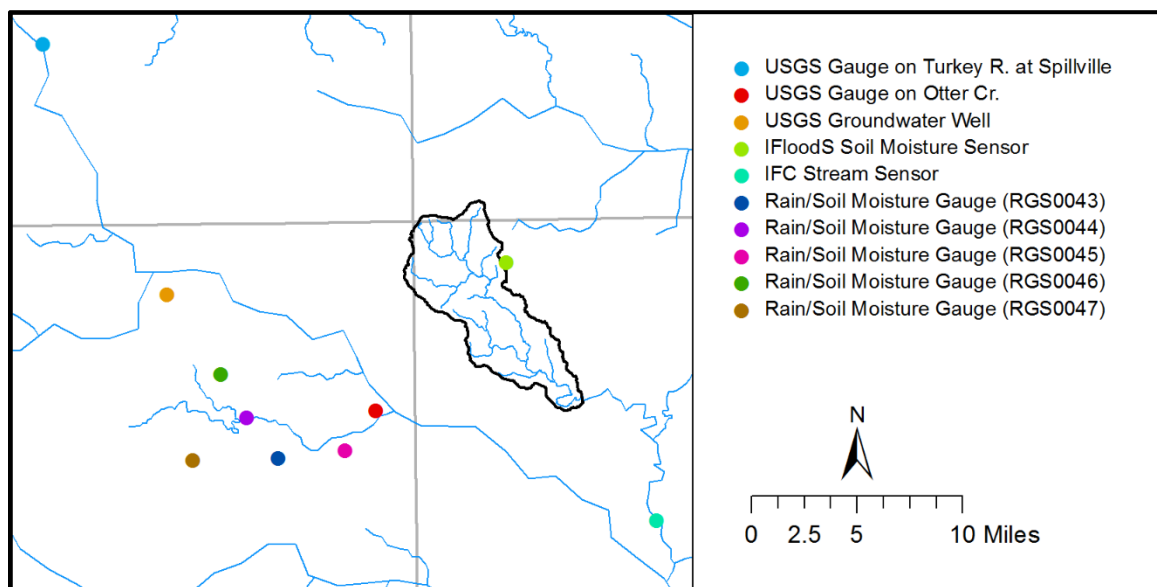 USGS Gauge on Turkey R. at Spillville
USGS Gauge on Otter Cr.
USGS Groundwater Well
IFloodS Soil Moisture Sensor
IFC Stream Sensor
Rain/Soil Moisture Gauge (RGS0043)
Rain/Soil Moisture Gauge (RGS0044)
Rain/Soil Moisture Gauge (RGS0045)
Rain/Soil Moisture Gauge (RGS0046)
Rain/Soil Moisture Gauge (RGS0047)
N
0 2.5 5 10 Miles